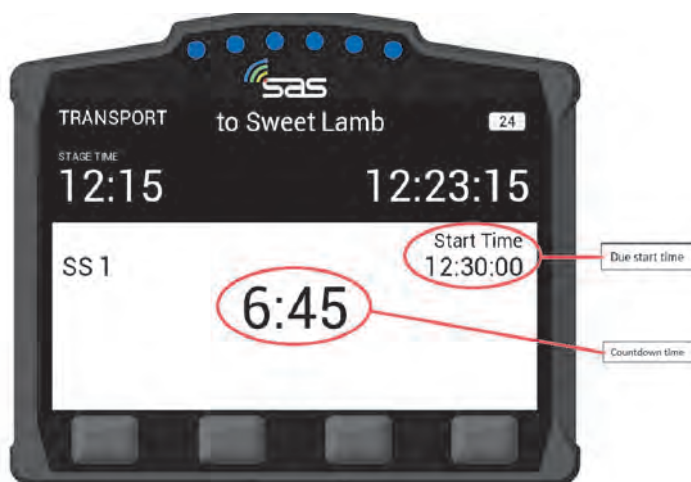 sas
TRANSPORT to Sweet Lamb 24
STAGE TIME
12:15 12:23:15
Start Time
SS 1 12:30:00
6:45
Due start time
Countdown time